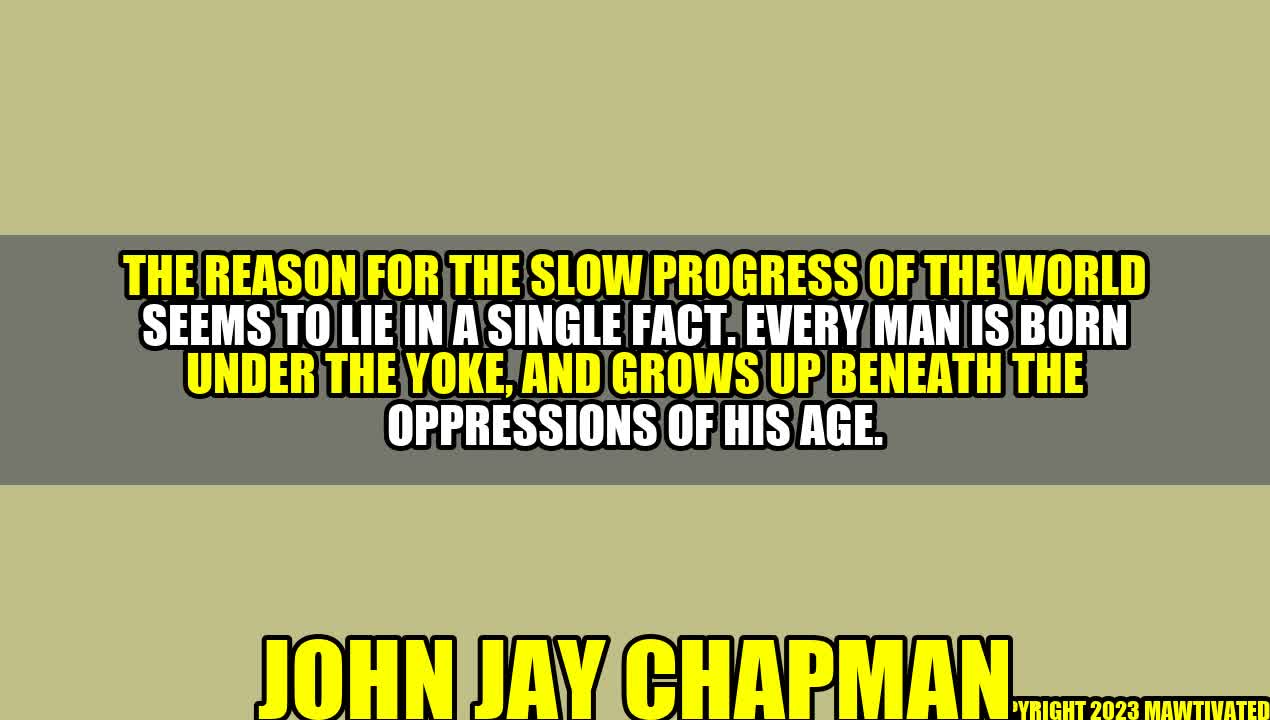 THE REASON FOR THE SLOW PROGRESS OF THE WORLD
SEEMS TO LIE IN A SINGLE FACT. EVERY MAN IS BORN
UNDER THE YOKE, AND GROWS UP BENEATH THE
OPPRESSIONS OF HIS AGE.
JOHN JAY CHAPMAN
PYRIGHT 2023 MAWTIVATED